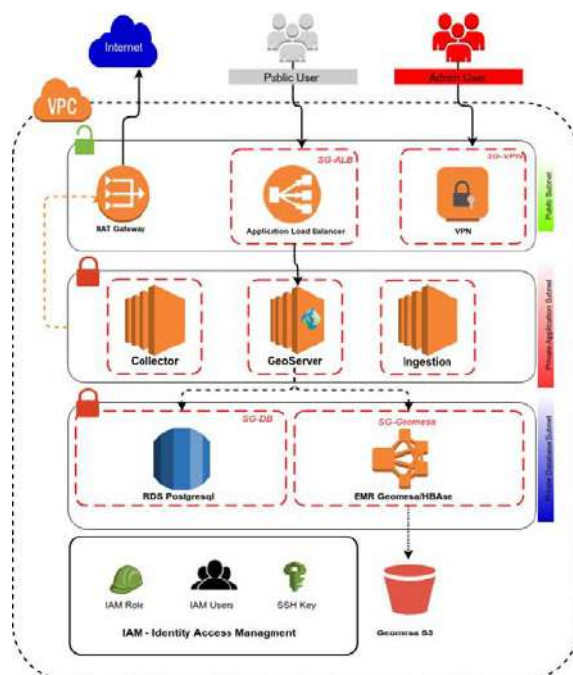 Internet
Public User
Admin User
VPC
SG-ALB
SG-VPN
NAT Gateway
Application Load Balancer
VPN
Public Subnet
Collector
GeoServer
Ingestion
Private Application Subnet
SG-DB
SG-Geomesa
RDS Postgresql
EMR Geomesa/HBAse
Private Database Subnet
IAM Role
IAM Users
SSH Key
IAM - Identity Access Managment
Geomesa S3